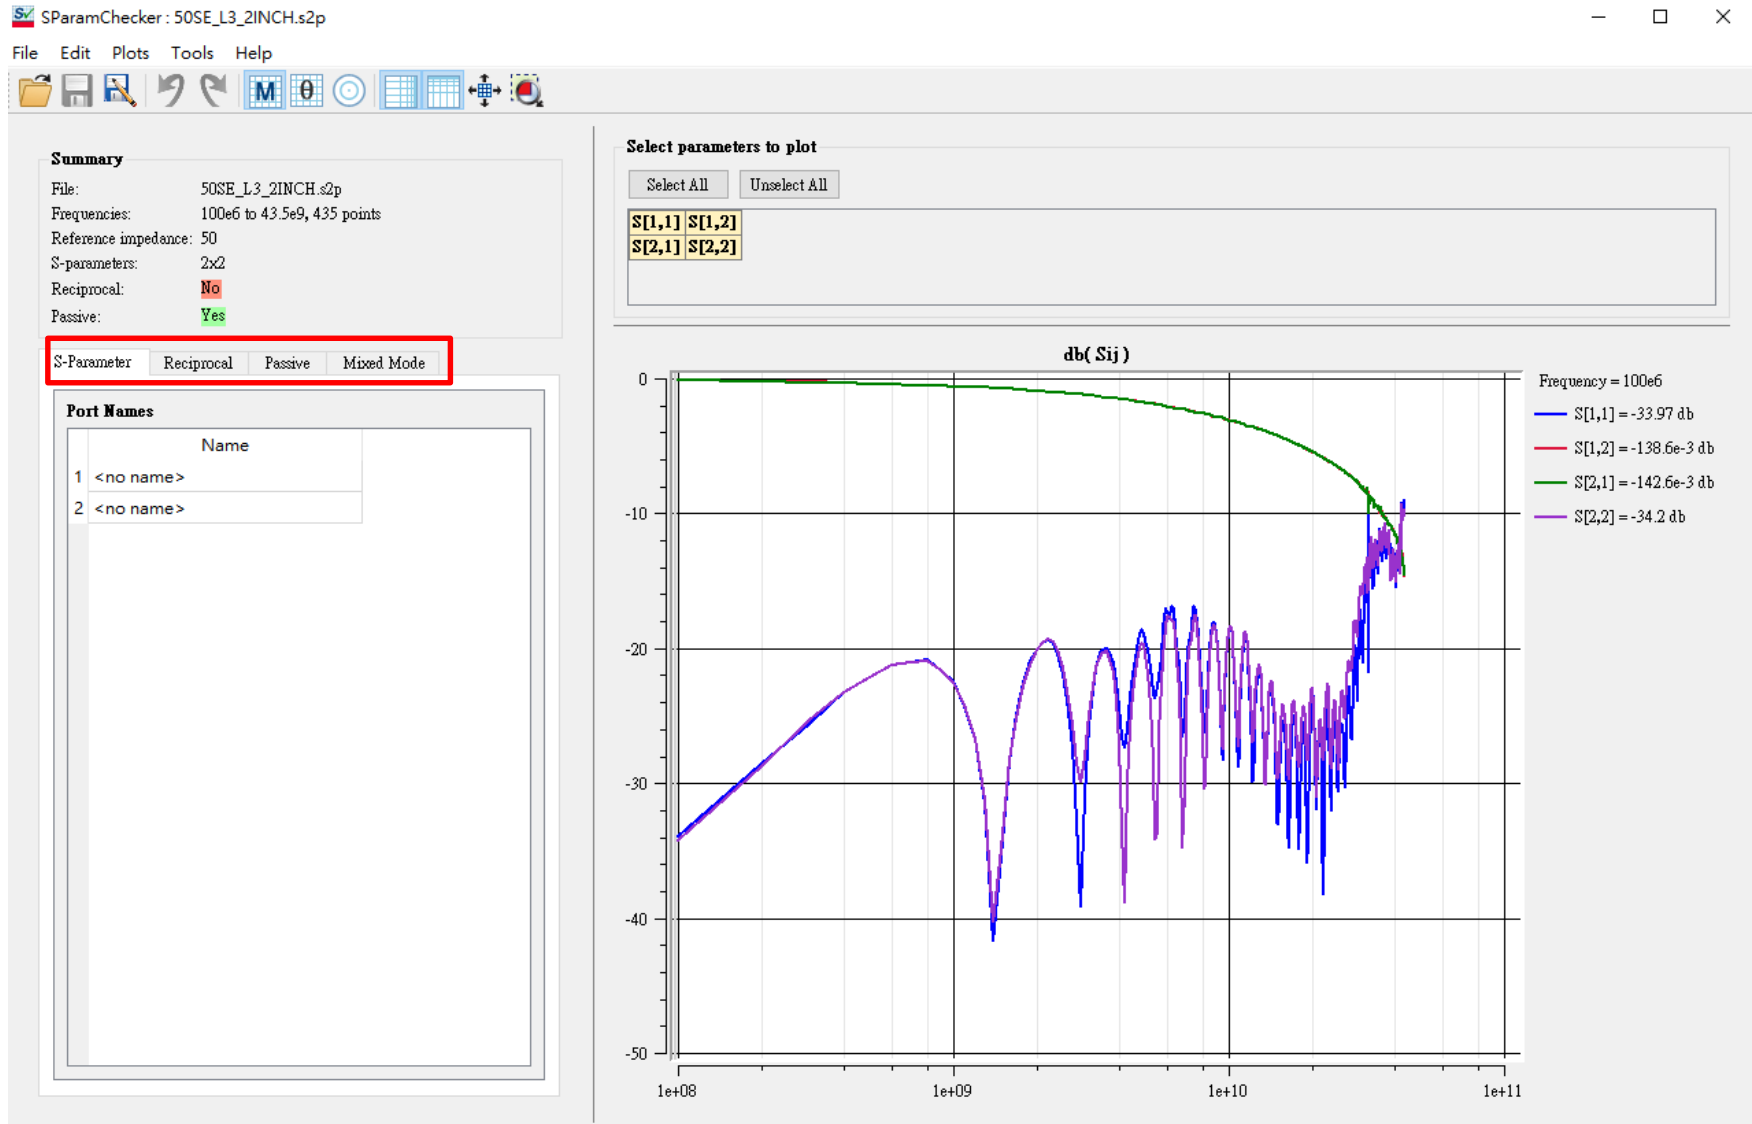 SParamChecker : 50SE_L3_2INCH.s2p
File Edit Plots Tools Help
M θ
Summary
File: 50SE_L3_2INCH.s2p
Frequencies: 100e6 to 43.5e9, 435 points
Reference impedance: 50
S-parameters: 2x2
Reciprocal: No
Passive: Yes
S-Parameter Reciprocal Passive Mixed Mode
Port Names
Name
1 <no name>
2 <no name>
Select parameters to plot
Select All Unselect All
S[1,1] S[1,2]
S[2,1] S[2,2]
db( Sij )
0
-10
-20
-30
-40
-50
1e+08 1e+09 1e+10 1e+11
Frequency = 100e6
S[1,1] = -33.97 db
S[1,2] = -138.6e-3 db
S[2,1] = -142.6e-3 db
S[2,2] = -34.2 db